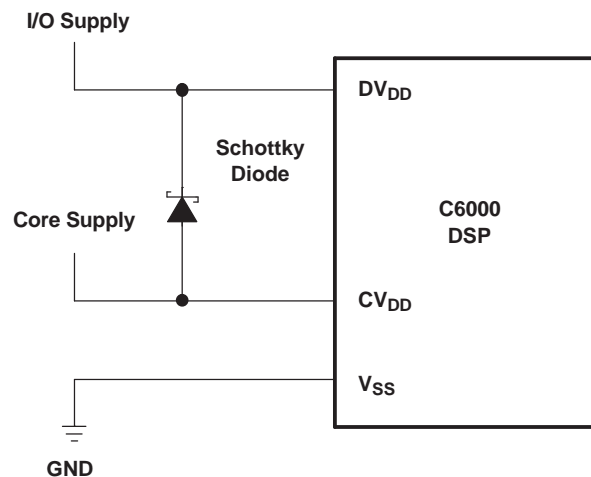 I/O Supply
DVDD
Schottky
Diode
C6000
DSP
Core Supply
CVDD
VSS
GND